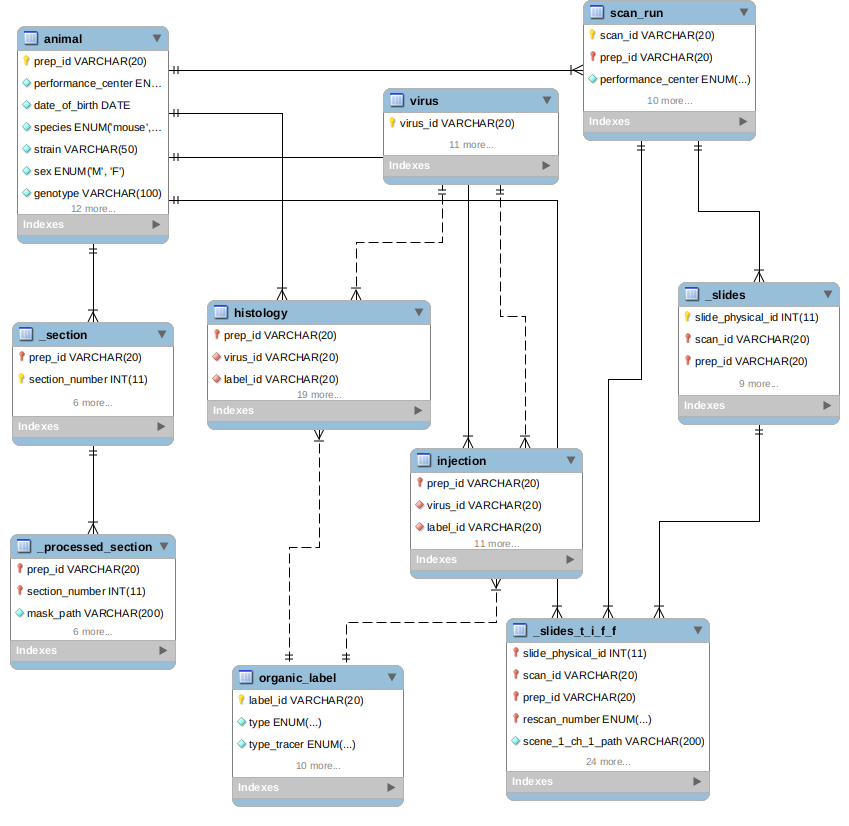 animal
prep_id VARCHAR(20)
performance_center EN...
date_of_birth DATE
species ENUM('mouse',...
strain VARCHAR(50)
sex ENUM('M', 'F')
genotype VARCHAR(100)
12 more...
Indexes
scan_run
scan_id VARCHAR(20)
prep_id VARCHAR(20)
performance_center ENUM(...)
10 more...
Indexes
virus
virus_id VARCHAR(20)
11 more...
Indexes
_slides
slide_physical_id INT(11)
scan_id VARCHAR(20)
prep_id VARCHAR(20)
9 more...
Indexes
histology
prep_id VARCHAR(20)
virus_id VARCHAR(20)
label_id VARCHAR(20)
19 more...
Indexes
_section
prep_id VARCHAR(20)
section_number INT(11)
6 more...
Indexes
injection
prep_id VARCHAR(20)
virus_id VARCHAR(20)
label_id VARCHAR(20)
11 more...
Indexes
_processed_section
prep_id VARCHAR(20)
section_number INT(11)
mask_path VARCHAR(200)
6 more...
Indexes
_slides_t_i_f_f
slide_physical_id INT(11)
scan_id VARCHAR(20)
prep_id VARCHAR(20)
rescan_number ENUM(...)
scene_1_ch_1_path VARCHAR(200)
24 more...
Indexes
organic_label
label_id VARCHAR(20)
type ENUM(...)
type_tracer ENUM(...)
10 more...
Indexes